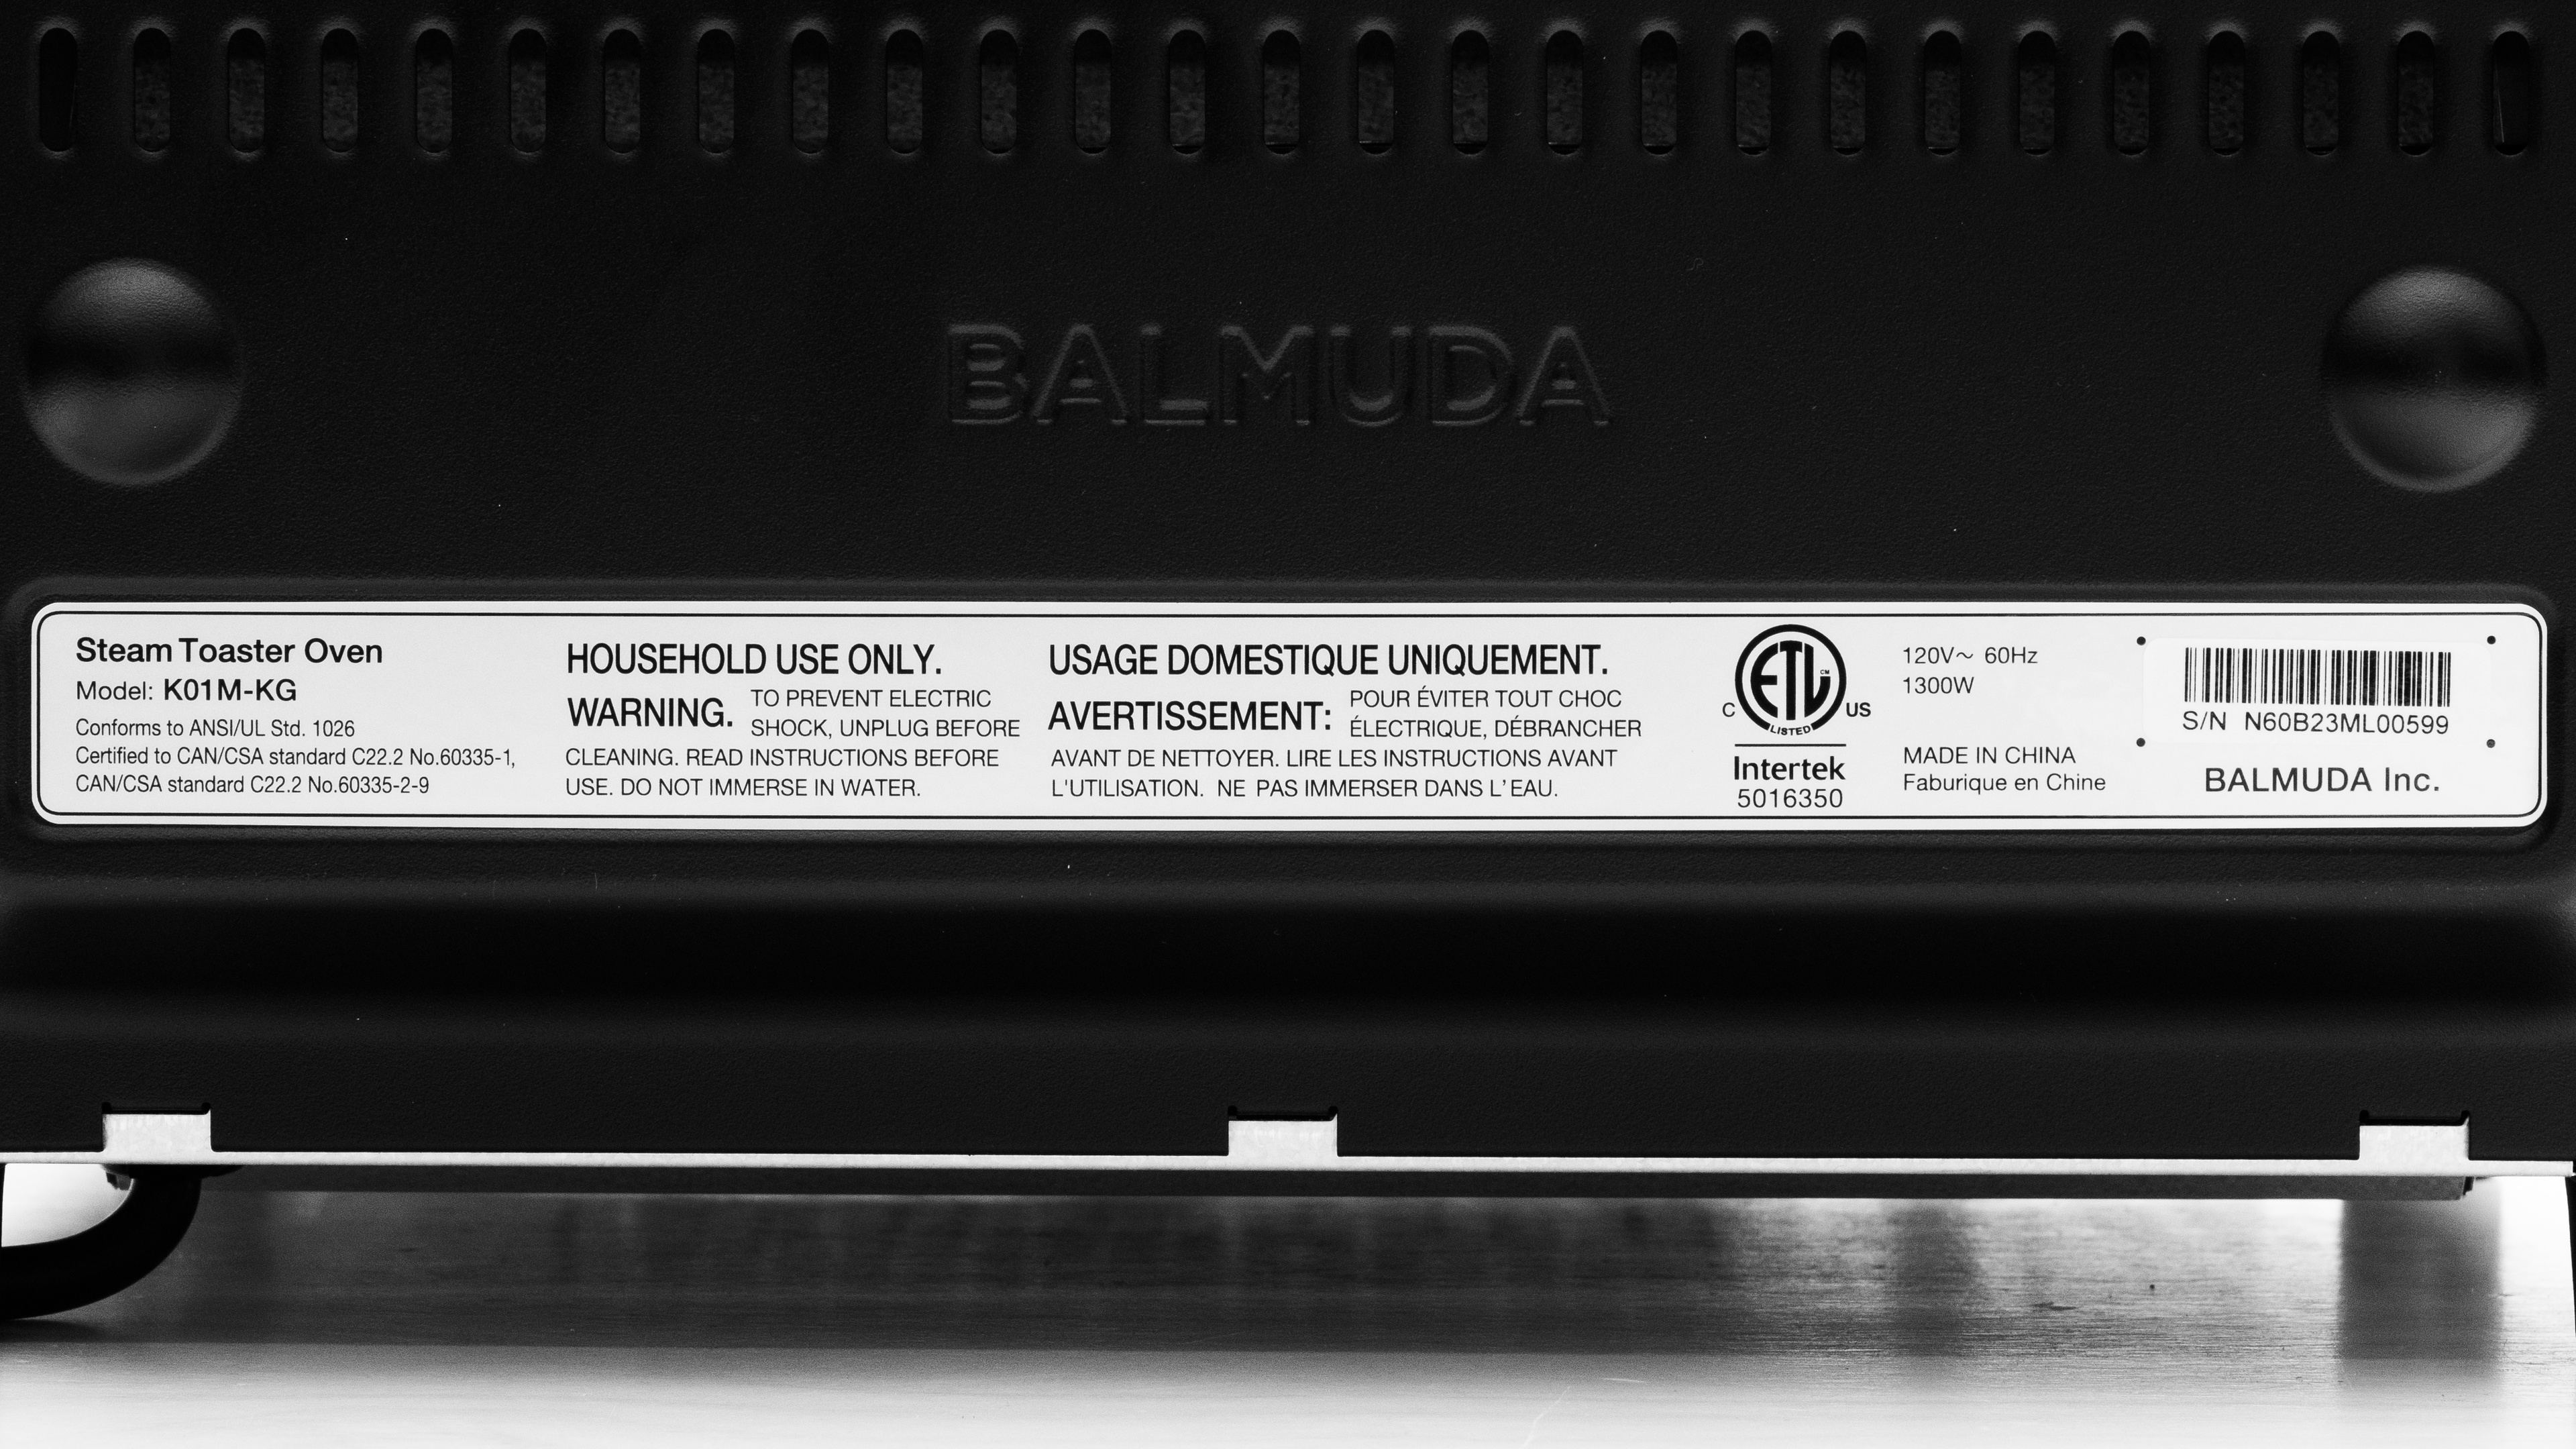 BALMUDA
Steam Toaster Oven
Model: K01M-KG
Conforms to ANSI/UL Std. 1026
Certified to CAN/CSA standard C22.2 No.60335-1,
CAN/CSA standard C22.2 No.60335-2-9
HOUSEHOLD USE ONLY.
WARNING. TO PREVENT ELECTRIC
SHOCK, UNPLUG BEFORE
CLEANING. READ INSTRUCTIONS BEFORE
USE. DO NOT IMMERSE IN WATER.
USAGE DOMESTIQUE UNIQUEMENT.
AVERTISSEMENT: POUR ÉVITER TOUT CHOC
ÉLECTRIQUE, DÉBRANCHER
AVANT DE NETTOYER. LIRE LES INSTRUCTIONS AVANT
L'UTILISATION. NE PAS IMMERSER DANS L'EAU.
ETL CM
C US
LISTED
Intertek
5016350
120V~ 60Hz
1300W
MADE IN CHINA
Faburique en Chine
S/N N60B23ML00599
BALMUDA Inc.